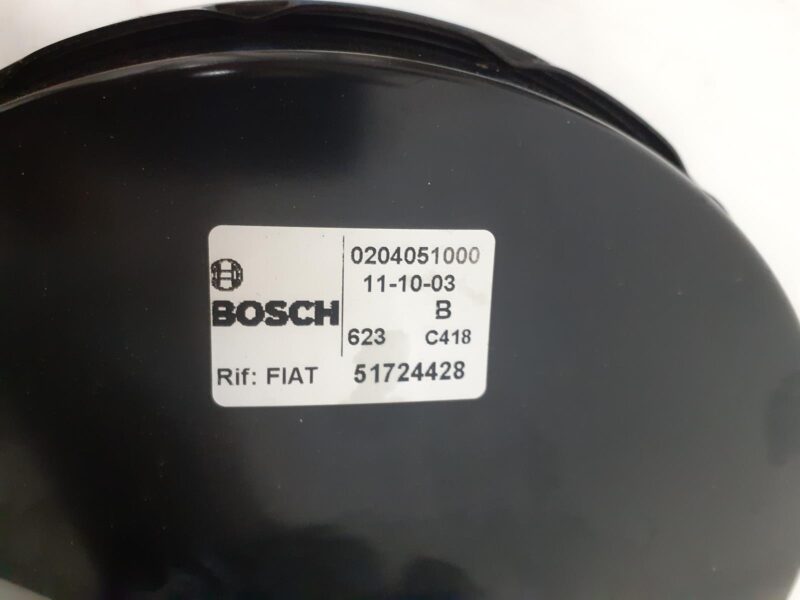 0204051000
11-10-03
BOSCH
B
623 C418
Rif: FIAT 51724428